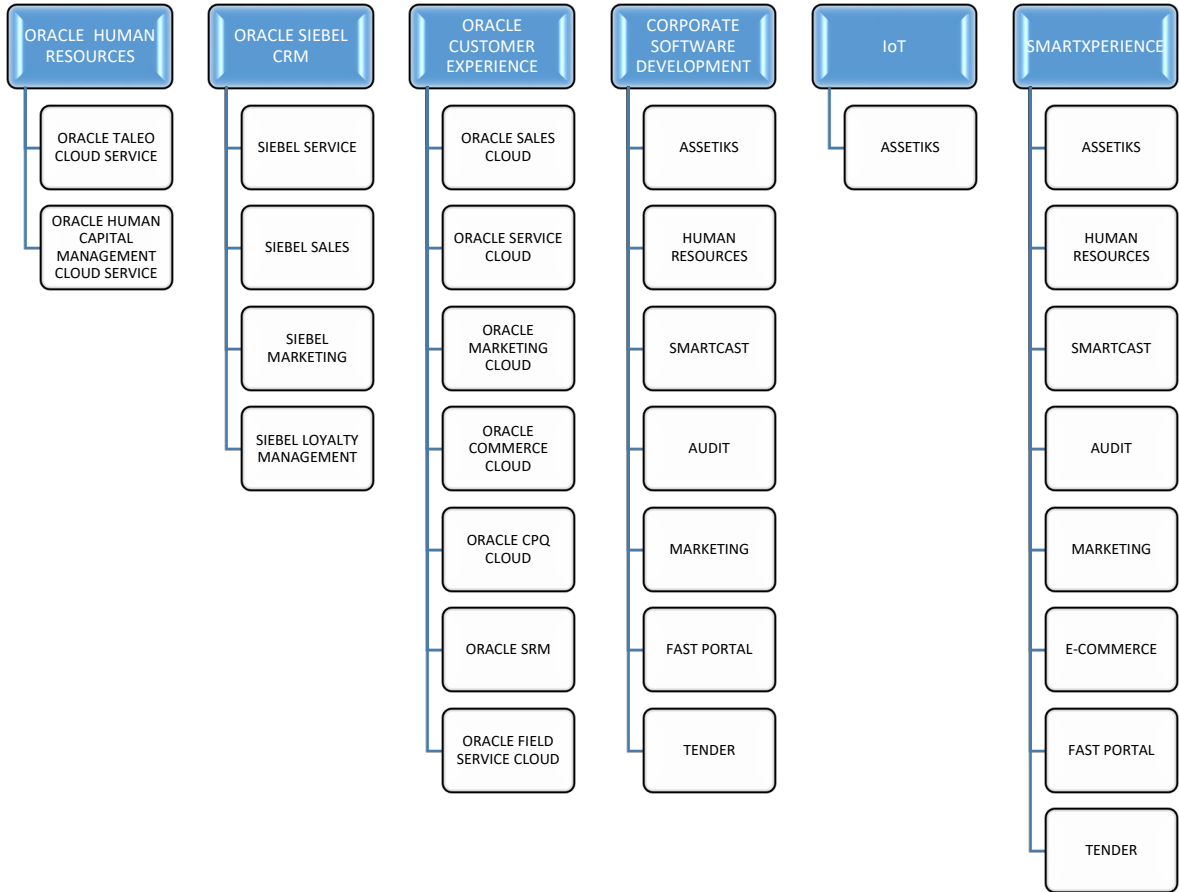 ORACLE HUMAN
RESOURCES
ORACLE TALEO
CLOUD SERVICE
ORACLE HUMAN
CAPITAL
MANAGEMENT
CLOUD SERVICE
ORACLE SIEBEL
CRM
SIEBEL SERVICE
SIEBEL SALES
SIEBEL
MARKETING
SIEBEL LOYALTY
MANAGEMENT
ORACLE
CUSTOMER
EXPERIENCE
ORACLE SALES
CLOUD
ORACLE SERVICE
CLOUD
ORACLE
MARKETING
CLOUD
ORACLE
COMMERCE
CLOUD
ORACLE CPQ
CLOUD
ORACLE SRM
ORACLE FIELD
SERVICE CLOUD
CORPORATE
SOFTWARE
DEVELOPMENT
ASSETIKS
HUMAN
RESOURCES
SMARTCAST
AUDIT
MARKETING
FAST PORTAL
TENDER
IoT
ASSETIKS
SMARTXPERIENCE
ASSETIKS
HUMAN
RESOURCES
SMARTCAST
AUDIT
MARKETING
E-COMMERCE
FAST PORTAL
TENDER